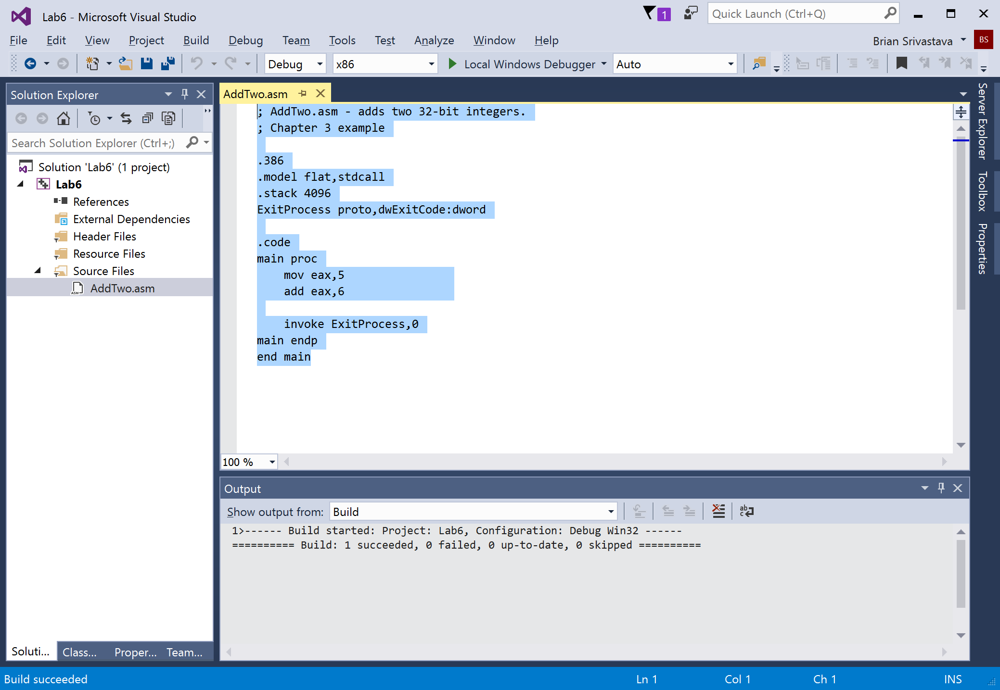 Lab6 - Microsoft Visual Studio
1
Quick Launch (Ctrl+Q)
File Edit View Project Build Debug Team Tools Test Analyze Window Help
Brian Srivastava
BS
Debug
x86
Local Windows Debugger
Auto
Solution Explorer
Search Solution Explorer (Ctrl+;)
Solution 'Lab6' (1 project)
Lab6
References
External Dependencies
Header Files
Resource Files
Source Files
ASM
AddTwo.asm
Soluti...
Class...
Proper...
Team...
AddTwo.asm
; AddTwo.asm - adds two 32-bit integers.
; Chapter 3 example
.386
.model flat,stdcall
.stack 4096
ExitProcess proto,dwExitCode:dword
.code
main proc
    mov eax,5
    add eax,6
    invoke ExitProcess,0
main endp
end main
100 %
Output
Show output from:
Build
1>------ Build started: Project: Lab6, Configuration: Debug Win32 ------
========== Build: 1 succeeded, 0 failed, 0 up-to-date, 0 skipped ==========
Server Explorer
Toolbox
Properties
Build succeeded
Ln 1
Col 1
Ch 1
INS